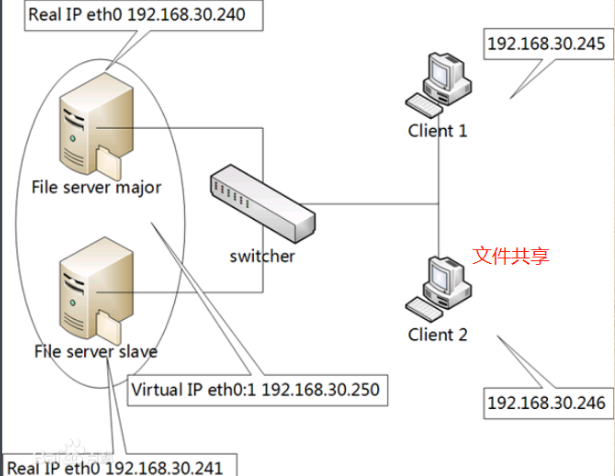 Real IP eth0 192.168.30.240
192.168.30.245
Client 1
File server major
switcher
文件共享
Client 2
File server slave
Virtual IP eth0:1 192.168.30.250
192.168.30.246
Real IP eth0 192.168.30.241